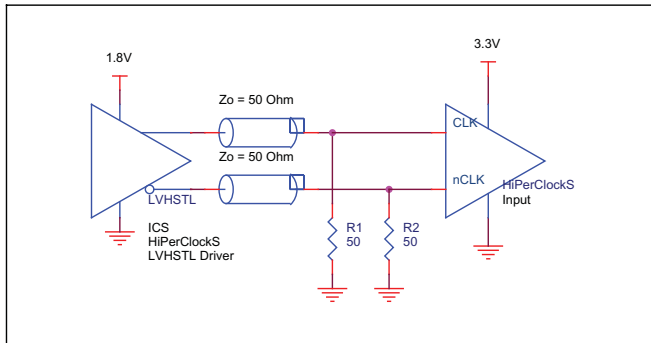 1.8V
3.3V
Zo = 50 Ohm
CLK
Zo = 50 Ohm
nCLK
HiPerClockS
Input
LVHSTL
ICS
HiPerClockS
LVHSTL Driver
R1
50
R2
50